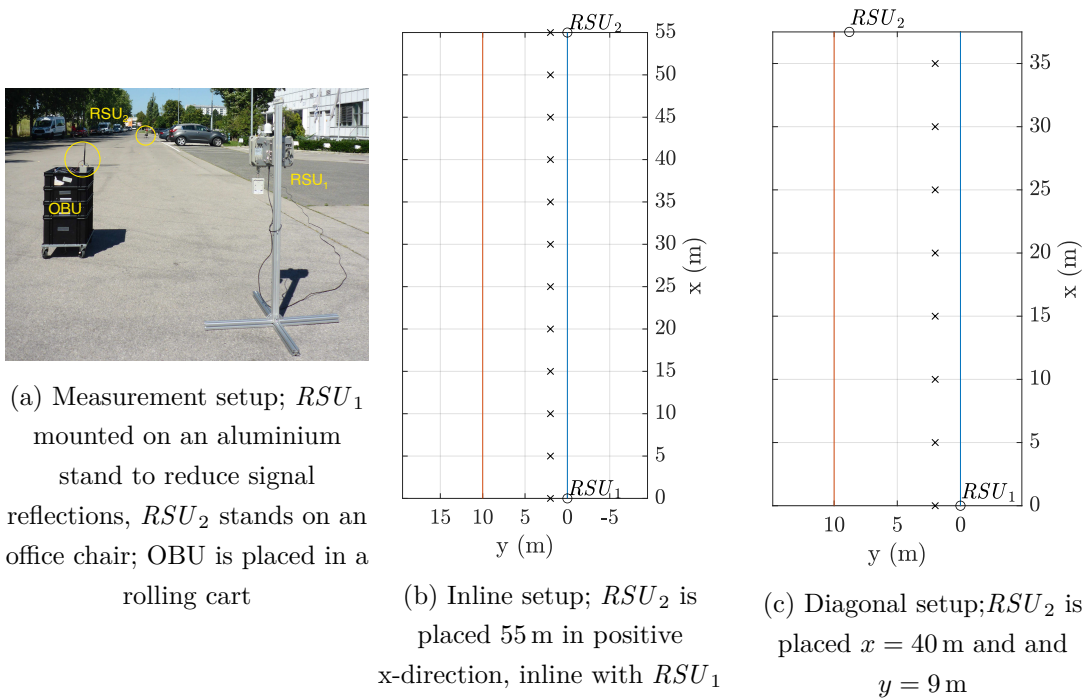 RSU2
RSU1
OBU
(a) Measurement setup; RSU1
mounted on an aluminium
stand to reduce signal
reflections, RSU2 stands on an
office chair; OBU is placed in a
rolling cart
RSU2
55
50
45
40
35
30
25
20
15
10
5
0
x (m)
RSU1
15 10 5 0 -5
y (m)
(b) Inline setup; RSU2 is
placed 55 m in positive
x-direction, inline with RSU1
RSU2
35
30
25
20
15
10
5
0
x (m)
RSU1
10 5 0
y (m)
(c) Diagonal setup;RSU2 is
placed x = 40 m and and
y = 9 m